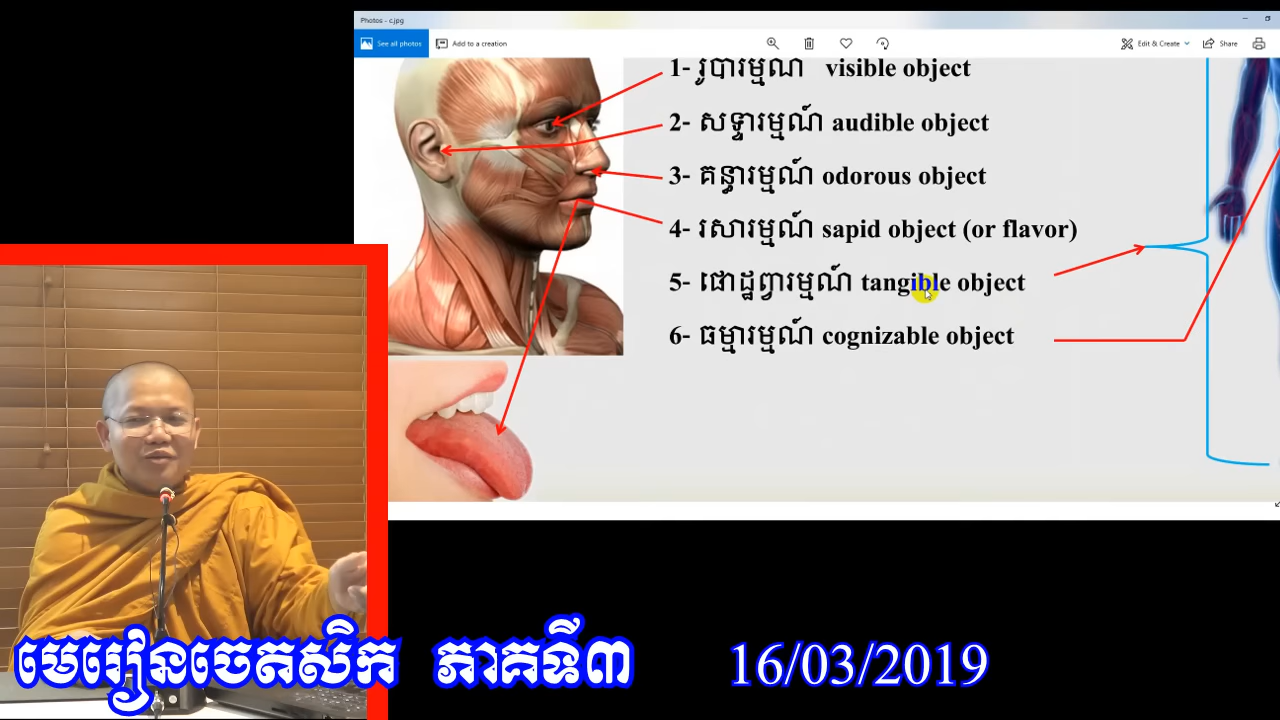 Photos - c.jpg
See all photos
Add to a creation
Edit & Create
Share
1- រូបារម្មណ៍ visible object
2- សទ្ទារម្មណ៍ audible object
3- គន្ធារម្មណ៍ odorous object
4- រសារម្មណ៍ sapid object (or flavor)
5- ផោដ្ឋព្វារម្មណ៍ tangible object
6- ធម្មារម្មណ៍ cognizable object
មេរៀនចេតសិក ភាគទី៣ 16/03/2019